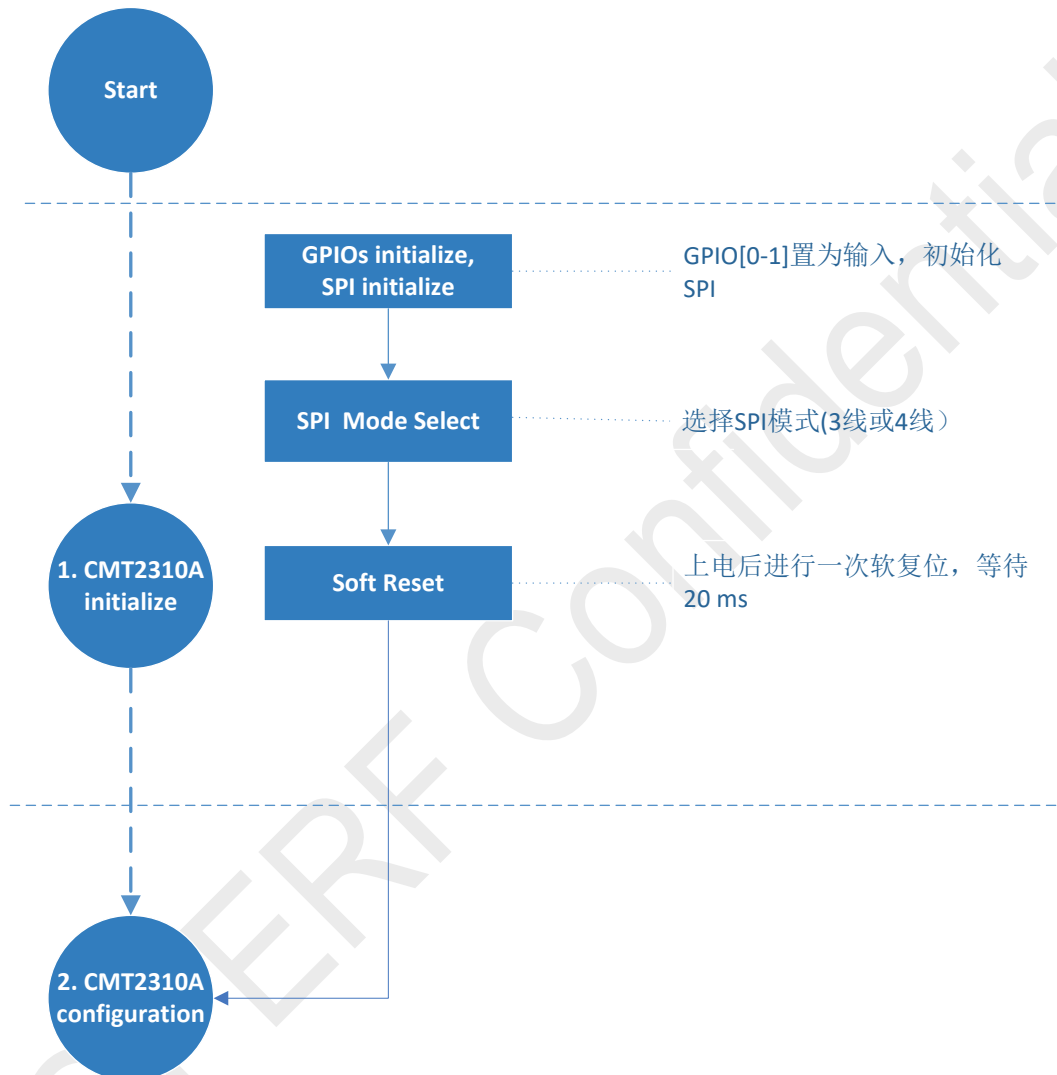 Start
GPIOs initialize,
SPI initialize
GPIO[0-1]置为输入，初始化
SPI
SPI Mode Select
选择SPI模式(3线或4线）
1. CMT2310A
initialize
Soft Reset
上电后进行一次软复位，等待
20 ms
2. CMT2310A
configuration
ERF Confidential